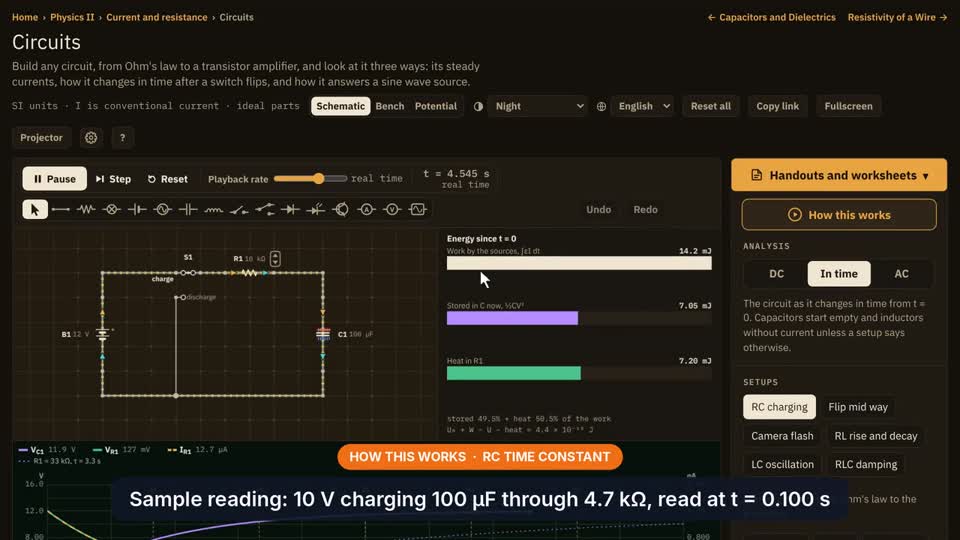 Home › Physics II › Current and resistance › Circuits
← Capacitors and Dielectrics
Resistivity of a Wire →
Circuits
Build any circuit, from Ohm's law to a transistor amplifier, and look at it three ways: its steady
currents, how it changes in time after a switch flips, and how it answers a sine wave source.
SI units · I is conventional current · ideal parts
Schematic
Bench
Potential
Night
English
Reset all
Copy link
Fullscreen
Projector
?
Pause
Step
Reset
Playback rate
real time
t = 4.545 s
real time
Handouts and worksheets ▾
How this works
Undo
Redo
S1
charge
discharge
R1 10 kΩ
B1 12 V
+
C1 100 µF
Energy since t = 0
Work by the sources, ∫εI dt
14.2 mJ
Stored in C now, ½CV²
7.05 mJ
Heat in R1
7.20 mJ
stored 49.5% + heat 50.5% of the work
ANALYSIS
DC
In time
AC
The circuit as it changes in time from t =
0. Capacitors start empty and inductors
without current unless a setup says
otherwise.
SETUPS
RC charging
Flip mid way
Camera flash
RL rise and decay
LC oscillation
RLC damping
hm's law to the
VC1 11.9 V
VR1 127 mV
IR1 12.7 µA
R1 = 33 kΩ, τ = 3.3 s
V
16.0
12.0
8.00
0.800
HOW THIS WORKS · RC TIME CONSTANT
Sample reading: 10 V charging 100 µF through 4.7 kΩ, read at t = 0.100 s